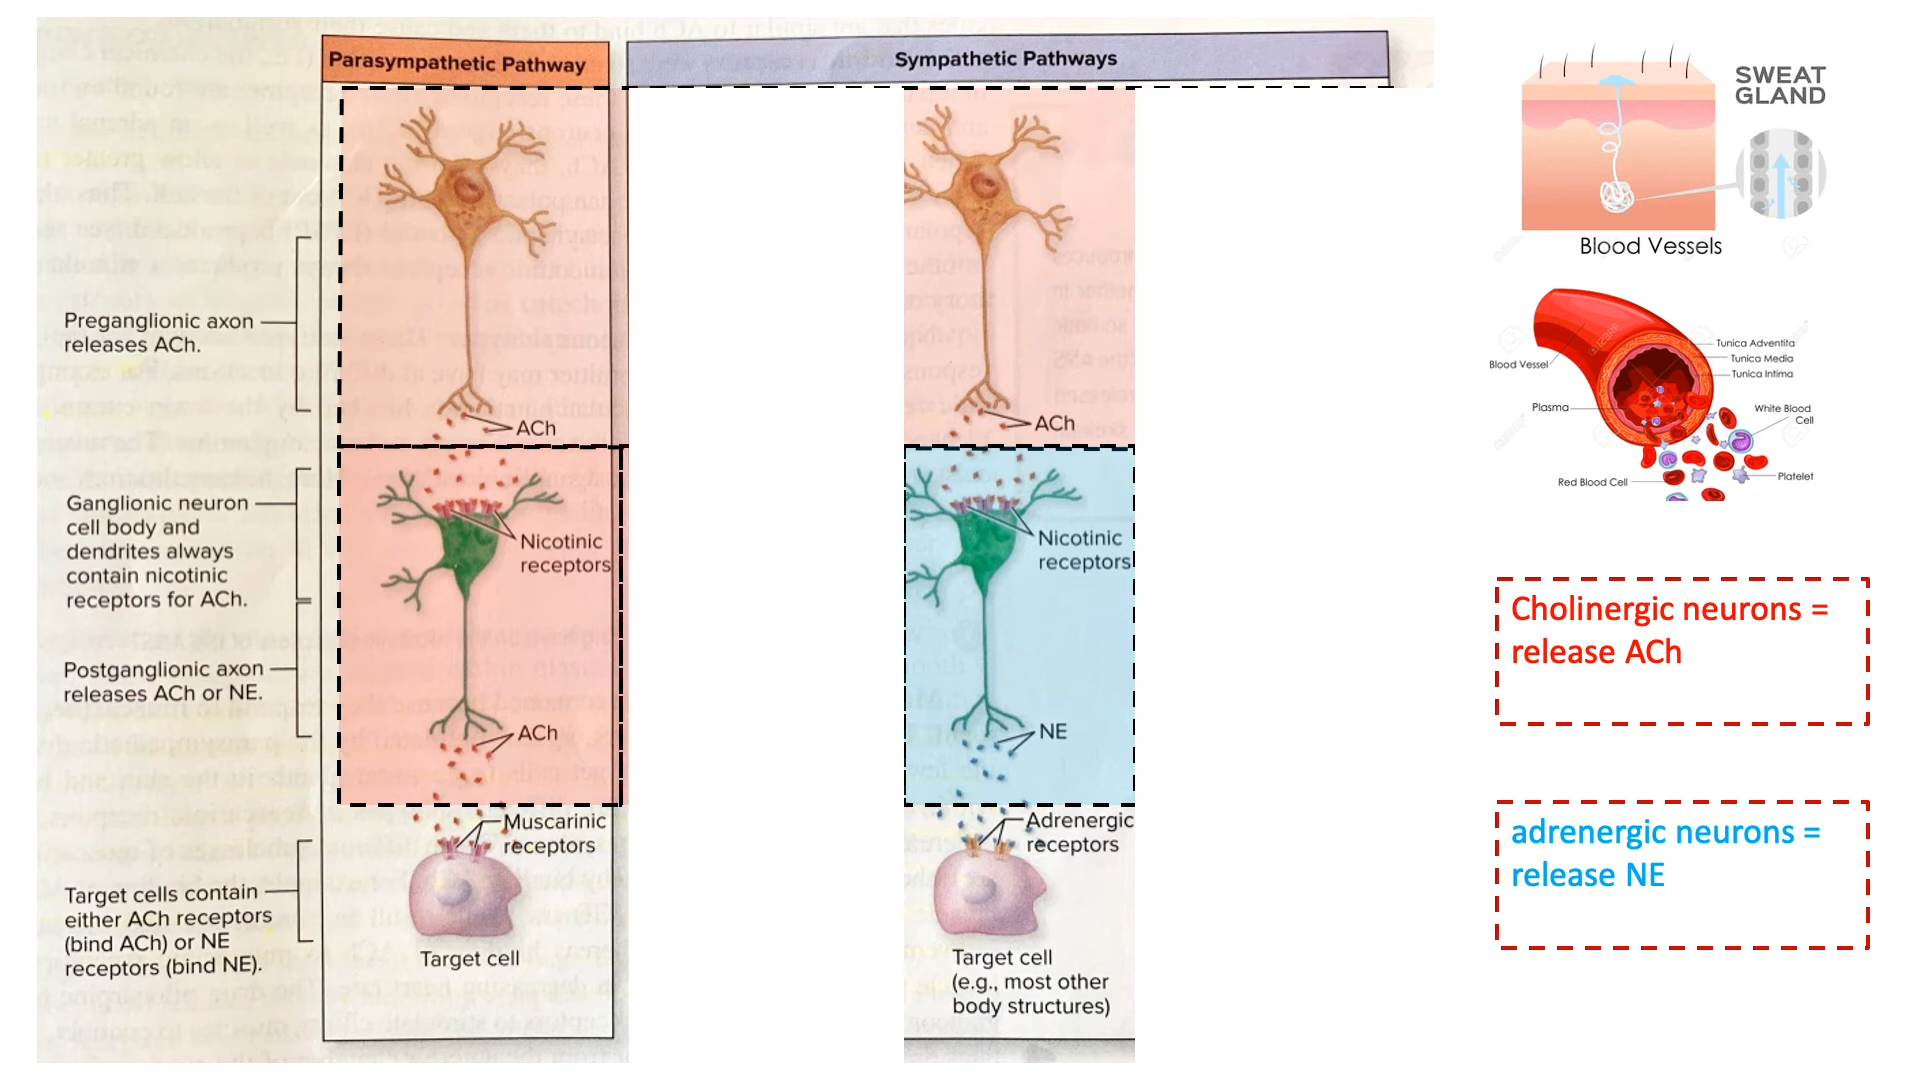 Parasympathetic Pathway
Sympathetic Pathways
Preganglionic axon
releases ACh.
ACh
Ganglionic neuron
cell body and
dendrites always
contain nicotinic
receptors for ACh.
Nicotinic
receptors
Postganglionic axon
releases ACh or NE.
ACh
Muscarinic
receptors
Target cells contain
either ACh receptors
(bind ACh) or NE
receptors (bind NE).
Target cell
ACh
Nicotinic
receptors
NE
Adrenergic
receptors
Target cell
(e.g., most other
body structures)
SWEAT
GLAND
Blood Vessels
Blood Vessel
Tunica Adventita
Tunica Media
Tunica Intima
Plasma
White Blood
Cell
Red Blood Cell
Platelet
Cholinergic neurons =
release ACh
adrenergic neurons =
release NE